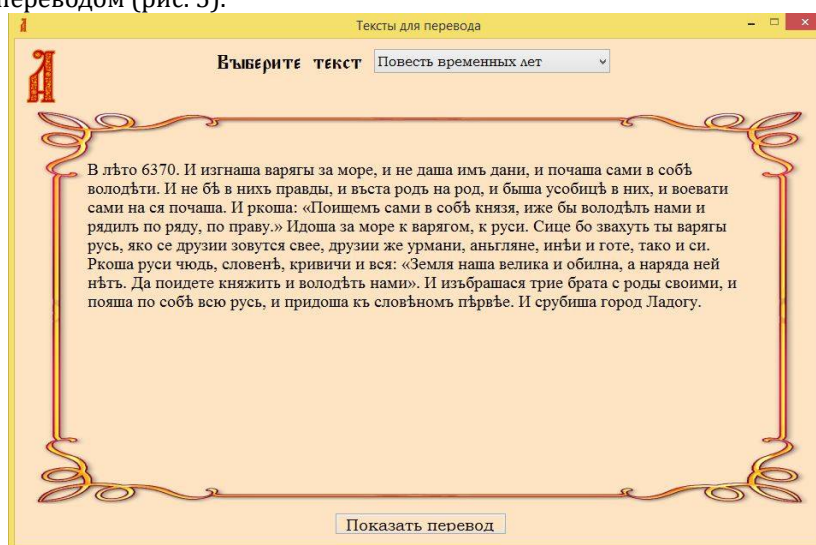 переводом (рис. 3).
Тексты для перевода
Выберите текст Повесть временных лет
В лѣто 6370. И изгнаша варягы за море, и не даша имъ дани, и почаша сами в собѣ
володѣти. И не бѣ в нихъ правды, и въста родъ на род, и быша усобицѣ в них, и воевати
сами на ся почаша. И ркоша: «Поищемъ сами в собѣ князя, иже бы володѣлъ нами и
рядилъ по ряду, по праву.» Идоша за море к варягом, к руси. Сице бо звахуть ты варягы
русь, яко се друзии зовутся свее, друзии же урмани, аньгляне, инѣи и готе, тако и си.
Ркоша руси чюдь, словенѣ, кривичи и вся: «Земля наша велика и обилна, а наряда ней
нѣтъ. Да поидете княжить и володѣть нами». И изъбрашася трие брата с роды своими, и
пояша по собѣ всю русь, и придоша къ словѣномъ пѣрвѣе. И срубиша город Ладогу.
Показать перевод